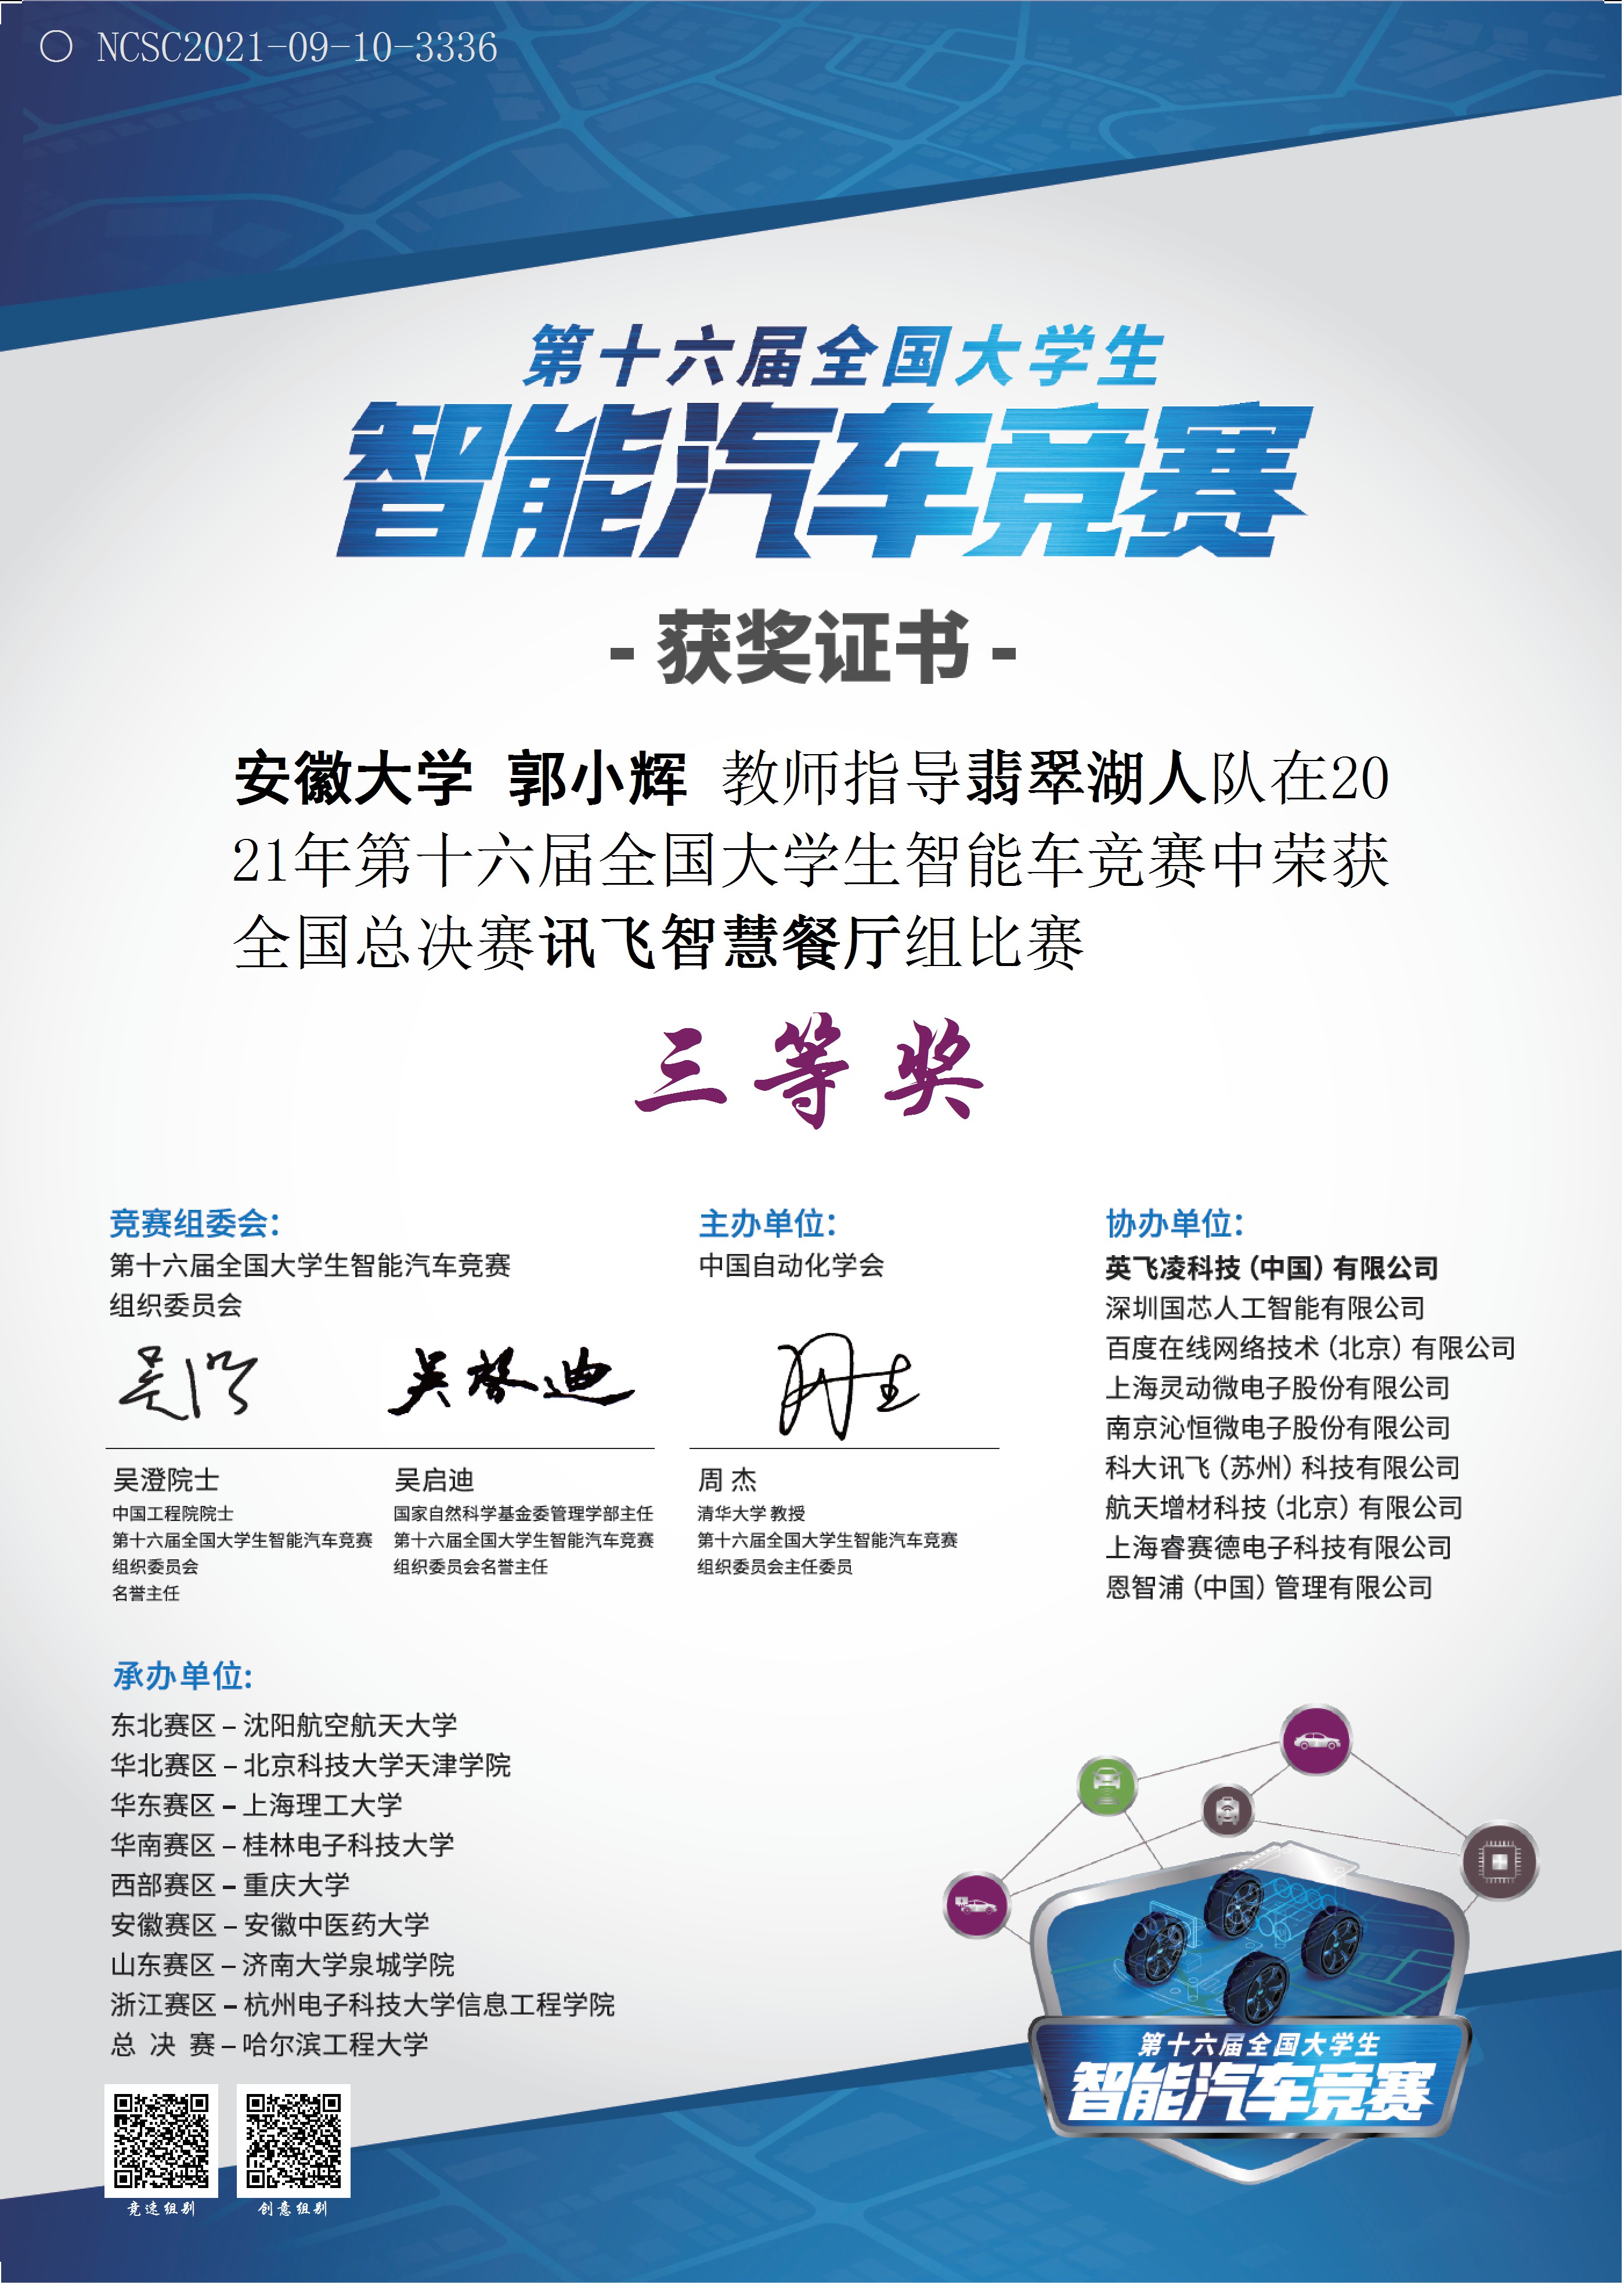 ○ NCSC2021-09-10-3336
第十六届全国大学生
智能汽车竞赛
- 获奖证书 -
安徽大学 郭小辉 教师指导翡翠湖人队在20
21年第十六届全国大学生智能车竞赛中荣获
全国总决赛讯飞智慧餐厅组比赛
三等奖
竞赛组委会：
第十六届全国大学生智能汽车竞赛
组织委员会
吴澄
吴启迪
吴澄院士
中国工程院院士
第十六届全国大学生智能汽车竞赛
组织委员会
名誉主任
吴启迪
国家自然科学基金委管理学部主任
第十六届全国大学生智能汽车竞赛
组织委员会名誉主任
主办单位：
中国自动化学会
周 杰
清华大学 教授
第十六届全国大学生智能汽车竞赛
组织委员会主任委员
协办单位：
英飞凌科技（中国）有限公司
深圳国芯人工智能有限公司
百度在线网络技术（北京）有限公司
上海灵动微电子股份有限公司
南京沁恒微电子股份有限公司
科大讯飞（苏州）科技有限公司
航天增材科技（北京）有限公司
上海睿赛德电子科技有限公司
恩智浦（中国）管理有限公司
承办单位:
东北赛区 – 沈阳航空航天大学
华北赛区 – 北京科技大学天津学院
华东赛区 – 上海理工大学
华南赛区 – 桂林电子科技大学
西部赛区 – 重庆大学
安徽赛区 – 安徽中医药大学
山东赛区 – 济南大学泉城学院
浙江赛区 – 杭州电子科技大学信息工程学院
总 决 赛 – 哈尔滨工程大学
竞速组别
创意组别
第十六届全国大学生
智能汽车竞赛